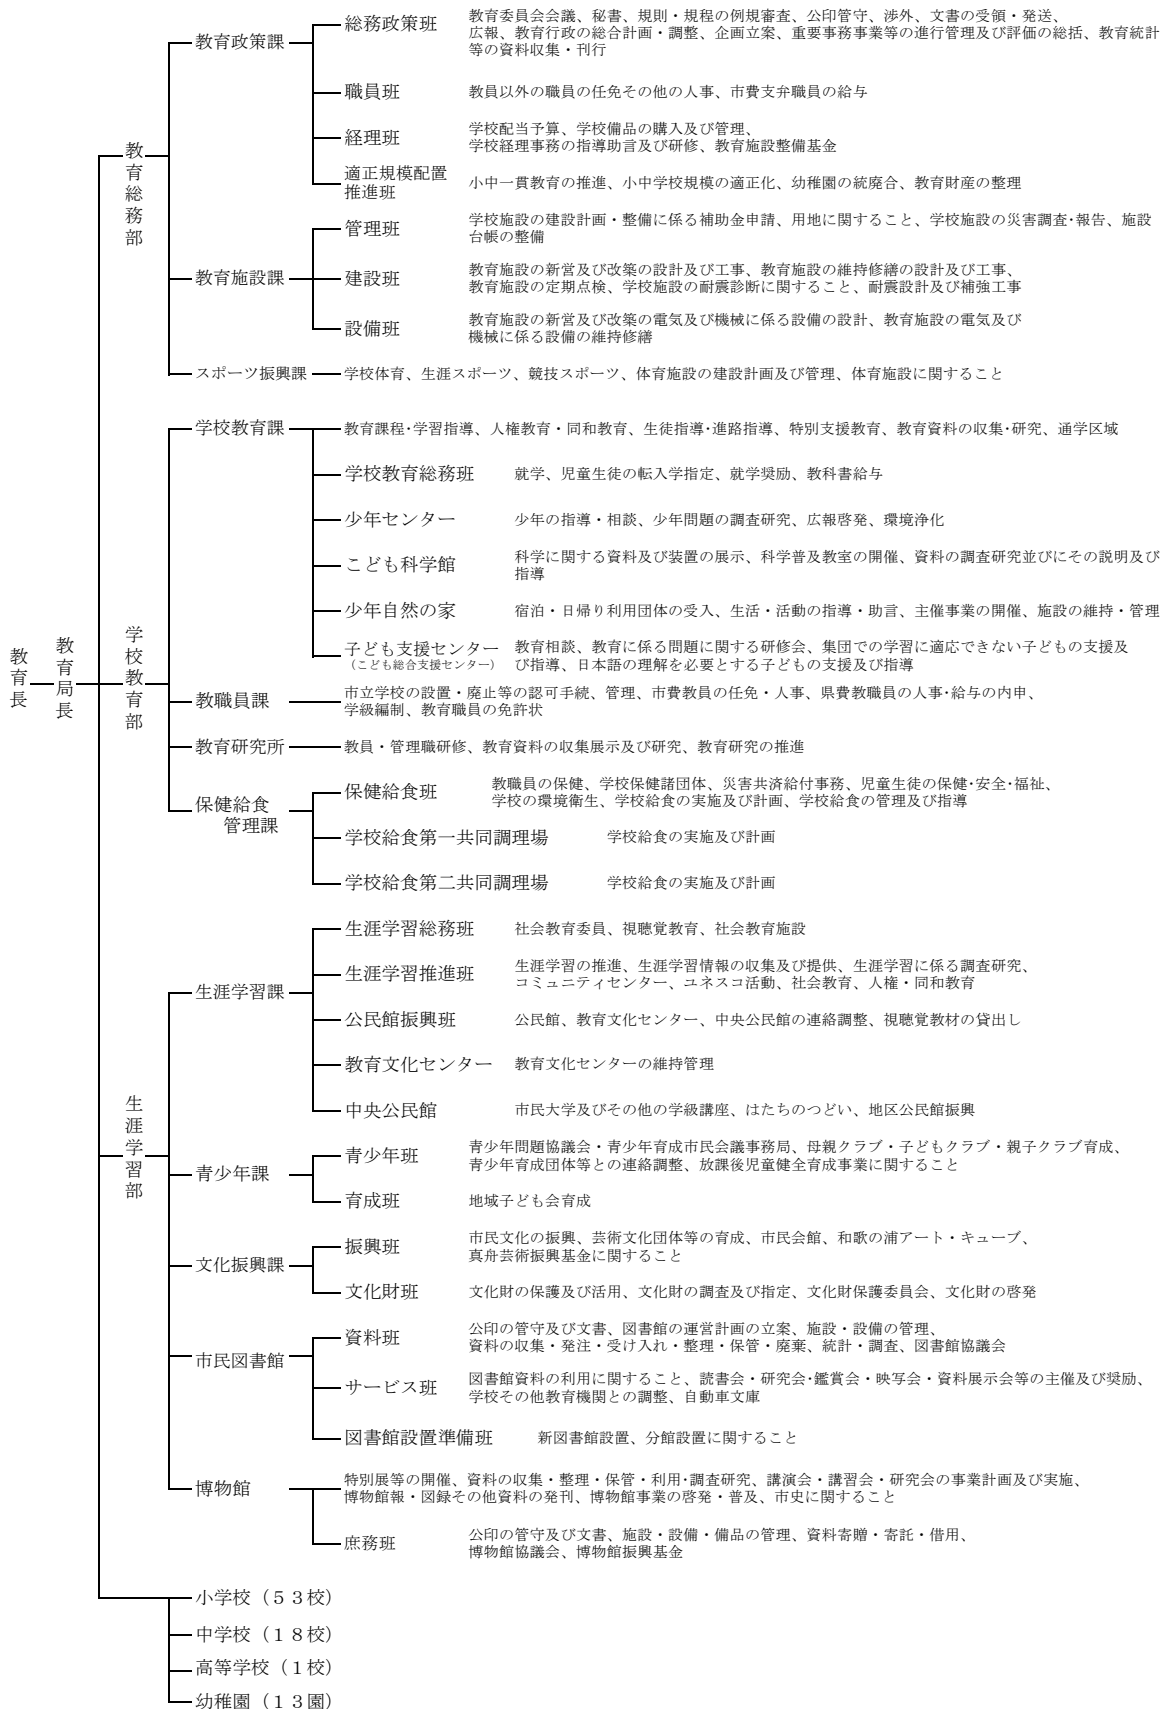 教育長
教育局長
教育総務部
教育政策課
総務政策班
教育委員会会議、秘書、規則・規程の例規審査、公印管守、渉外、文書の受領・発送、
広報、教育行政の総合計画・調整、企画立案、重要事務事業等の進行管理及び評価の総括、教育統計
等の資料収集・刊行
職員班
教員以外の職員の任免その他の人事、市費支弁職員の給与
経理班
学校配当予算、学校備品の購入及び管理、
学校経理事務の指導助言及び研修、教育施設整備基金
適正規模配置
推進班
小中一貫教育の推進、小中学校規模の適正化、幼稚園の統廃合、教育財産の整理
教育施設課
管理班
学校施設の建設計画・整備に係る補助金申請、用地に関すること、学校施設の災害調査･報告、施設
台帳の整備
建設班
教育施設の新営及び改築の設計及び工事、教育施設の維持修繕の設計及び工事、
教育施設の定期点検、学校施設の耐震診断に関すること、耐震設計及び補強工事
設備班
教育施設の新営及び改築の電気及び機械に係る設備の設計、教育施設の電気及び
機械に係る設備の維持修繕
スポーツ振興課
学校体育、生涯スポーツ、競技スポーツ、体育施設の建設計画及び管理、体育施設に関すること
学校教育部
学校教育課
教育課程･学習指導、人権教育・同和教育、生徒指導･進路指導、特別支援教育、教育資料の収集･研究、通学区域
学校教育総務班
就学、児童生徒の転入学指定、就学奨励、教科書給与
少年センター
少年の指導・相談、少年問題の調査研究、広報啓発、環境浄化
こども科学館
科学に関する資料及び装置の展示、科学普及教室の開催、資料の調査研究並びにその説明及び
指導
少年自然の家
宿泊・日帰り利用団体の受入、生活・活動の指導・助言、主催事業の開催、施設の維持・管理
子ども支援センター
（こども総合支援センター）
教育相談、教育に係る問題に関する研修会、集団での学習に適応できない子どもの支援及
び指導、日本語の理解を必要とする子どもの支援及び指導
教職員課
市立学校の設置・廃止等の認可手続、管理、市費教員の任免・人事、県費教職員の人事･給与の内申、
学級編制、教育職員の免許状
教育研究所
教員・管理職研修、教育資料の収集展示及び研究、教育研究の推進
保健給食
管理課
保健給食班
教職員の保健、学校保健諸団体、災害共済給付事務、児童生徒の保健･安全･福祉、
学校の環境衛生、学校給食の実施及び計画、学校給食の管理及び指導
学校給食第一共同調理場
学校給食の実施及び計画
学校給食第二共同調理場
学校給食の実施及び計画
生涯学習部
生涯学習課
生涯学習総務班
社会教育委員、視聴覚教育、社会教育施設
生涯学習推進班
生涯学習の推進、生涯学習情報の収集及び提供、生涯学習に係る調査研究、
コミュニティセンター、ユネスコ活動、社会教育、人権・同和教育
公民館振興班
公民館、教育文化センター、中央公民館の連絡調整、視聴覚教材の貸出し
教育文化センター
教育文化センターの維持管理
中央公民館
市民大学及びその他の学級講座、はたちのつどい、地区公民館振興
青少年課
青少年班
青少年問題協議会・青少年育成市民会議事務局、母親クラブ・子どもクラブ・親子クラブ育成、
青少年育成団体等との連絡調整、放課後児童健全育成事業に関すること
育成班
地域子ども会育成
文化振興課
振興班
市民文化の振興、芸術文化団体等の育成、市民会館、和歌の浦アート・キューブ、
真舟芸術振興基金に関すること
文化財班
文化財の保護及び活用、文化財の調査及び指定、文化財保護委員会、文化財の啓発
市民図書館
資料班
公印の管守及び文書、図書館の運営計画の立案、施設・設備の管理、
資料の収集・発注・受け入れ・整理・保管・廃棄、統計・調査、図書館協議会
サービス班
図書館資料の利用に関すること、読書会・研究会･鑑賞会・映写会・資料展示会等の主催及び奨励、
学校その他教育機関との調整、自動車文庫
図書館設置準備班
新図書館設置、分館設置に関すること
博物館
特別展等の開催、資料の収集・整理・保管・利用･調査研究、講演会・講習会・研究会の事業計画及び実施、
博物館報・図録その他資料の発刊、博物館事業の啓発・普及、市史に関すること
庶務班
公印の管守及び文書、施設・設備・備品の管理、資料寄贈・寄託・借用、
博物館協議会、博物館振興基金
小学校（５３校）
中学校（１８校）
高等学校（１校）
幼稚園（１３園）